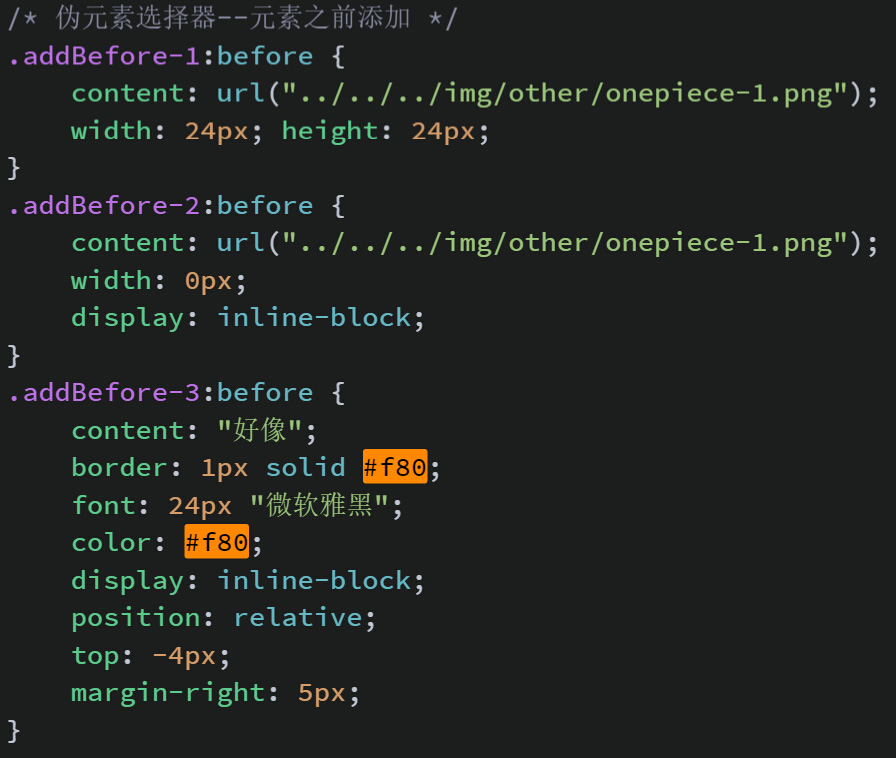 /* 伪元素选择器--元素之前添加 */
.addBefore-1:before {
    content: url("../../../img/other/onepiece-1.png");
    width: 24px; height: 24px;
}
.addBefore-2:before {
    content: url("../../../img/other/onepiece-1.png");
    width: 0px;
    display: inline-block;
}
.addBefore-3:before {
    content: "好像";
    border: 1px solid #f80;
    font: 24px "微软雅黑";
    color: #f80;
    display: inline-block;
    position: relative;
    top: -4px;
    margin-right: 5px;
}